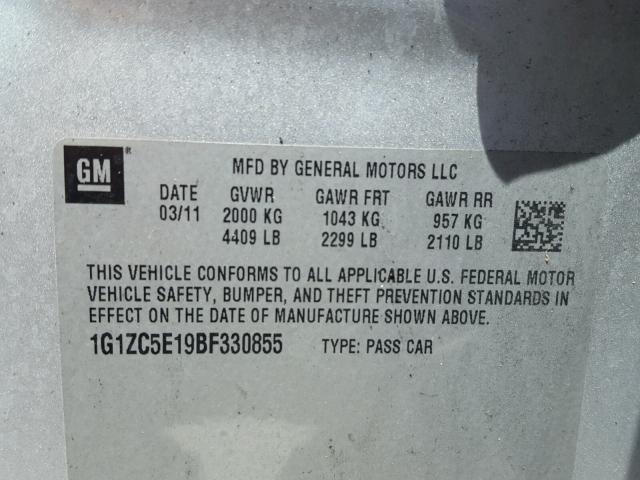 GM ® MFD BY GENERAL MOTORS LLC
DATE GVWR GAWR FRT GAWR RR
03/11 2000 KG 1043 KG 957 KG
4409 LB 2299 LB 2110 LB
THIS VEHICLE CONFORMS TO ALL APPLICABLE U.S. FEDERAL MOTOR
VEHICLE SAFETY, BUMPER, AND THEFT PREVENTION STANDARDS IN
EFFECT ON THE DATE OF MANUFACTURE SHOWN ABOVE.
1G1ZC5E19BF330855 TYPE: PASS CAR